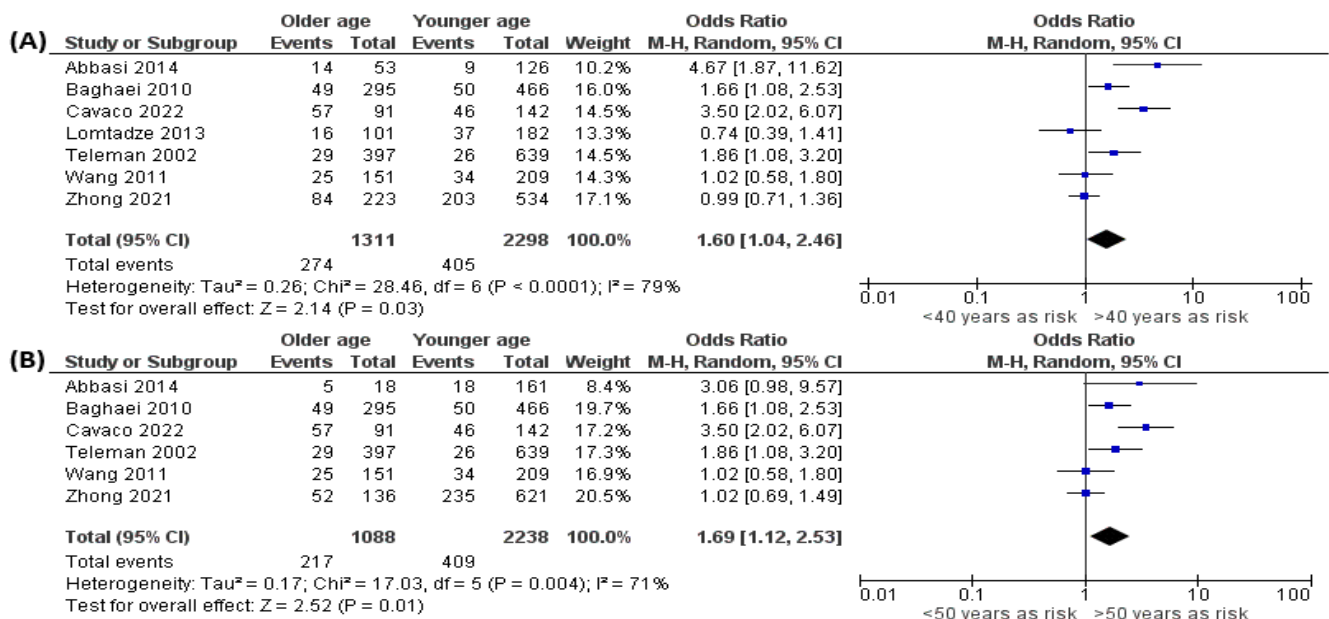 Older age Younger age Odds Ratio Odds Ratio
(A) Study or Subgroup Events Total Events Total Weight M-H, Random, 95% CI M-H, Random, 95% CI
Abbasi 2014 14 53 9 126 10.2% 4.67 [1.87, 11.62]
Baghaei 2010 49 295 50 466 16.0% 1.66 [1.08, 2.53]
Cavaco 2022 57 91 46 142 14.5% 3.50 [2.02, 6.07]
Lomtadze 2013 16 101 37 182 13.3% 0.74 [0.39, 1.41]
Teleman 2002 29 397 26 639 14.5% 1.86 [1.08, 3.20]
Wang 2011 25 151 34 209 14.3% 1.02 [0.58, 1.80]
Zhong 2021 84 223 203 534 17.1% 0.99 [0.71, 1.36]
Total (95% CI) 1311 2298 100.0% 1.60 [1.04, 2.46]
Total events 274 405
Heterogeneity: Tau² = 0.26; Chi² = 28.46, df = 6 (P < 0.0001); I² = 79%
Test for overall effect: Z = 2.14 (P = 0.03)
0.01 0.1 1 10 100
<40 years as risk >40 years as risk
Older age Younger age Odds Ratio Odds Ratio
(B) Study or Subgroup Events Total Events Total Weight M-H, Random, 95% CI M-H, Random, 95% CI
Abbasi 2014 5 18 18 161 8.4% 3.06 [0.98, 9.57]
Baghaei 2010 49 295 50 466 19.7% 1.66 [1.08, 2.53]
Cavaco 2022 57 91 46 142 17.2% 3.50 [2.02, 6.07]
Teleman 2002 29 397 26 639 17.3% 1.86 [1.08, 3.20]
Wang 2011 25 151 34 209 16.9% 1.02 [0.58, 1.80]
Zhong 2021 52 136 235 621 20.5% 1.02 [0.69, 1.49]
Total (95% CI) 1088 2238 100.0% 1.69 [1.12, 2.53]
Total events 217 409
Heterogeneity: Tau² = 0.17; Chi² = 17.03, df = 5 (P = 0.004); I² = 71%
Test for overall effect: Z = 2.52 (P = 0.01)
0.01 0.1 1 10 100
<50 years as risk >50 years as risk